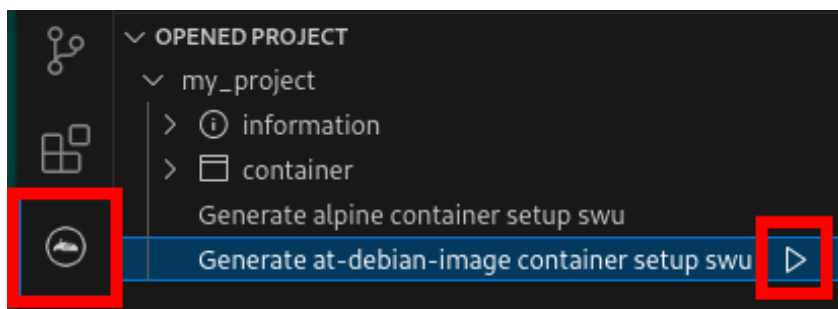 OPENED PROJECT
my_project
information
container
Generate alpine container setup swu
Generate at-debian-image container setup swu